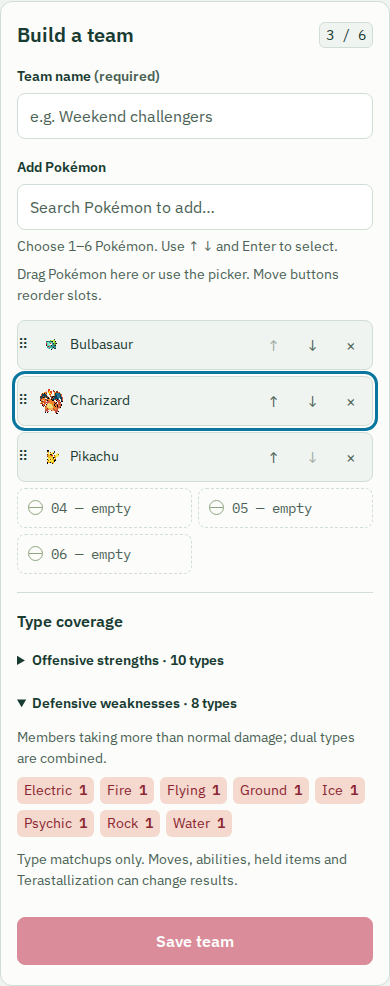 Build a team
3 / 6
Team name (required)
e.g. Weekend challengers
Add Pokémon
Search Pokémon to add...
Choose 1–6 Pokémon. Use ↑ ↓ and Enter to select.
Drag Pokémon here or use the picker. Move buttons
reorder slots.
Bulbasaur ↑ ↓ ×
Charizard ↑ ↓ ×
Pikachu ↑ ↓ ×
04 — empty
05 — empty
06 — empty
Type coverage
▶ Offensive strengths · 10 types
▼ Defensive weaknesses · 8 types
Members taking more than normal damage; dual types
are combined.
Electric 1 Fire 1 Flying 1 Ground 1 Ice 1
Psychic 1 Rock 1 Water 1
Type matchups only. Moves, abilities, held items and
Terastallization can change results.
Save team